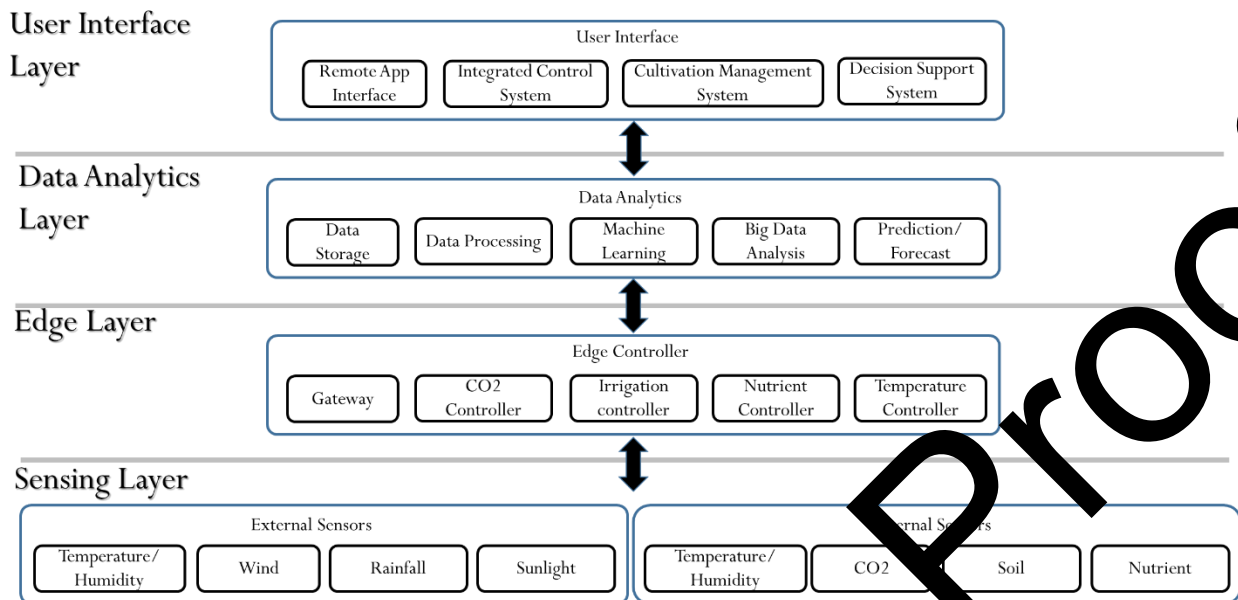 User Interface
Layer
User Interface
Remote App
Interface
Integrated Control
System
Cultivation Management
System
Decision Support
System
Data Analytics
Layer
Data Analytics
Data
Storage
Data Processing
Machine
Learning
Big Data
Analysis
Prediction/
Forecast
Edge Layer
Edge Controller
Gateway
CO2
Controller
Irrigation
controller
Nutrient
Controller
Temperature
Controller
Sensing Layer
External Sensors
Temperature/
Humidity
Wind
Rainfall
Sunlight
Temperature/
Humidity
CO2
Soil
Nutrient